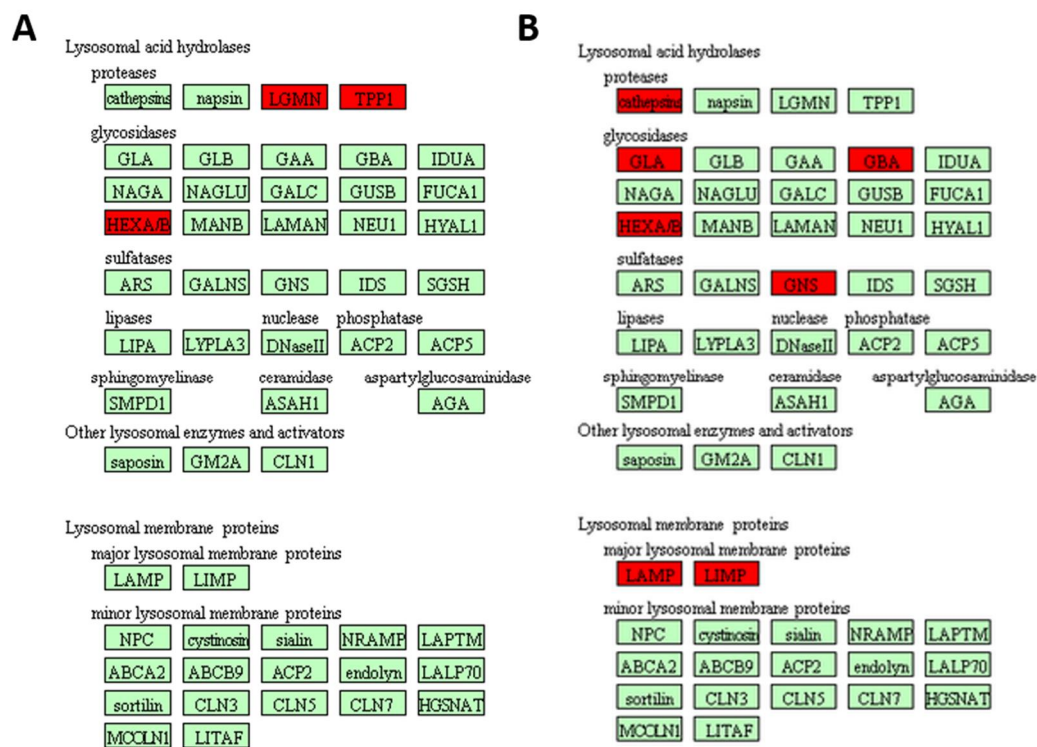 A
Lysosomal acid hydrolases
proteases
cathepsins napsin LGMN TPP1
glycosidases
GLA GLB GAA GBA IDUA
NAGA NAGLU GALC GUSB FUCA1
HEXA/B MANB LAMAN NEU1 HYAL1
sulfatases
ARS GALNS GNS IDS SGSH
lipases nuclease phosphatase
LIPA LYPLA3 DNaseII ACP2 ACP5
sphingomyelinase ceramidase aspartylglucosaminidase
SMPD1 ASAH1 AGA
Other lysosomal enzymes and activators
saposin GM2A CLN1
Lysosomal membrane proteins
major lysosomal membrane proteins
LAMP LIMP
minor lysosomal membrane proteins
NPC cystinosin sialin NRAMP LAPTM
ABCA2 ABCB9 ACP2 endolyn LALP70
sortilin CLN3 CLN5 CLN7 HGSNAT
MCOLN1 LITAF
B
Lysosomal acid hydrolases
proteases
cathepsins napsin LGMN TPP1
glycosidases
GLA GLB GAA GBA IDUA
NAGA NAGLU GALC GUSB FUCA1
HEXA/B MANB LAMAN NEU1 HYAL1
sulfatases
ARS GALNS GNS IDS SGSH
lipases nuclease phosphatase
LIPA LYPLA3 DNaseII ACP2 ACP5
sphingomyelinase ceramidase aspartylglucosaminidase
SMPD1 ASAH1 AGA
Other lysosomal enzymes and activators
saposin GM2A CLN1
Lysosomal membrane proteins
major lysosomal membrane proteins
LAMP LIMP
minor lysosomal membrane proteins
NPC cystinosin sialin NRAMP LAPTM
ABCA2 ABCB9 ACP2 endolyn LALP70
sortilin CLN3 CLN5 CLN7 HGSNAT
MCOLN1 LITAF